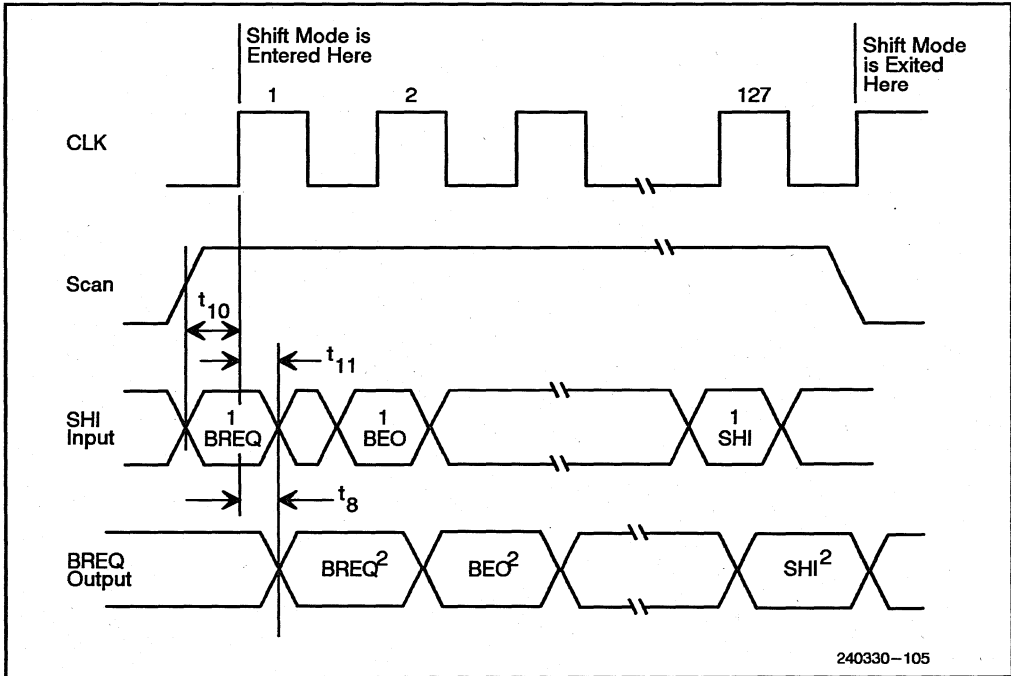 Shift Mode is
Entered Here
Shift Mode
is Exited
Here
1
2
127
CLK
Scan
t10
t11
SHI
Input
1
BREQ
1
BEO
1
SHI
t8
BREQ
Output
BREQ2
BEO2
SHI2
240330–105